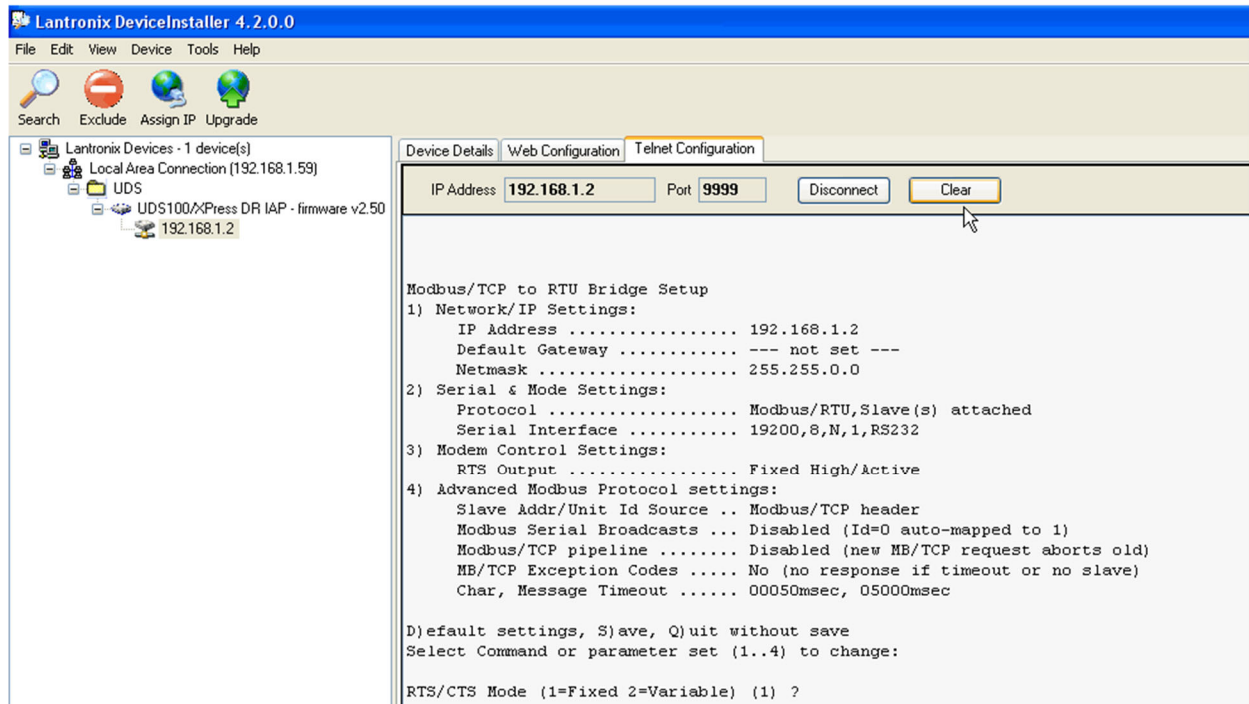 Lantronix DeviceInstaller 4.2.0.0
File Edit View Device Tools Help
Search Exclude Assign IP Upgrade
Lantronix Devices - 1 device(s)
Local Area Connection (192.168.1.59)
UDS
UDS100/XPress DR IAP - firmware v2.50
192.168.1.2
Device Details Web Configuration Telnet Configuration
IP Address 192.168.1.2 Port 9999 Disconnect Clear
Modbus/TCP to RTU Bridge Setup
1) Network/IP Settings:
IP Address ................. 192.168.1.2
Default Gateway ............ --- not set ---
Netmask .................... 255.255.0.0
2) Serial & Mode Settings:
Protocol ................... Modbus/RTU,Slave(s) attached
Serial Interface ........... 19200,8,N,1,RS232
3) Modem Control Settings:
RTS Output ................. Fixed High/Active
4) Advanced Modbus Protocol settings:
Slave Addr/Unit Id Source .. Modbus/TCP header
Modbus Serial Broadcasts ... Disabled (Id=0 auto-mapped to 1)
Modbus/TCP pipeline ........ Disabled (new MB/TCP request aborts old)
MB/TCP Exception Codes ..... No (no response if timeout or no slave)
Char, Message Timeout ...... 00050msec, 05000msec
D)efault settings, S)ave, Q)uit without save
Select Command or parameter set (1..4) to change:
RTS/CTS Mode (1=Fixed 2=Variable) (1) ?